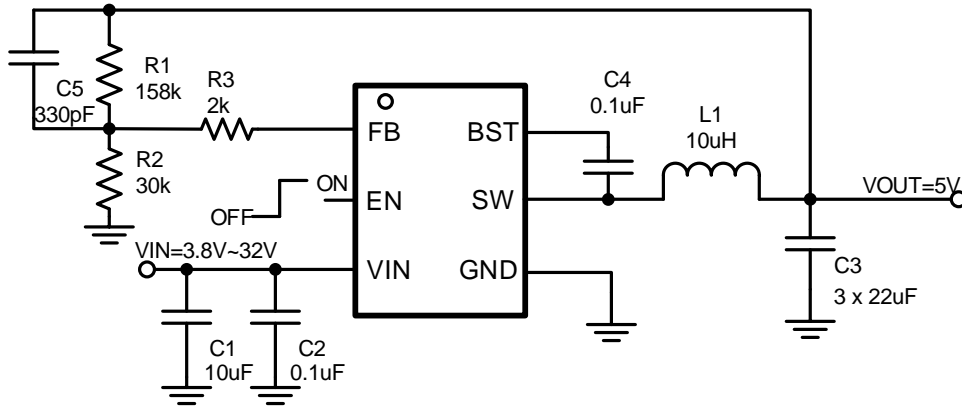 C5
330pF
R1
158k
R3
2k
R2
30k
OFF
ON
FB
EN
VIN
BST
SW
GND
C4
0.1uF
L1
10uH
VOUT=5V
C3
3 x 22uF
VIN=3.8V~32V
C1
10uF
C2
0.1uF